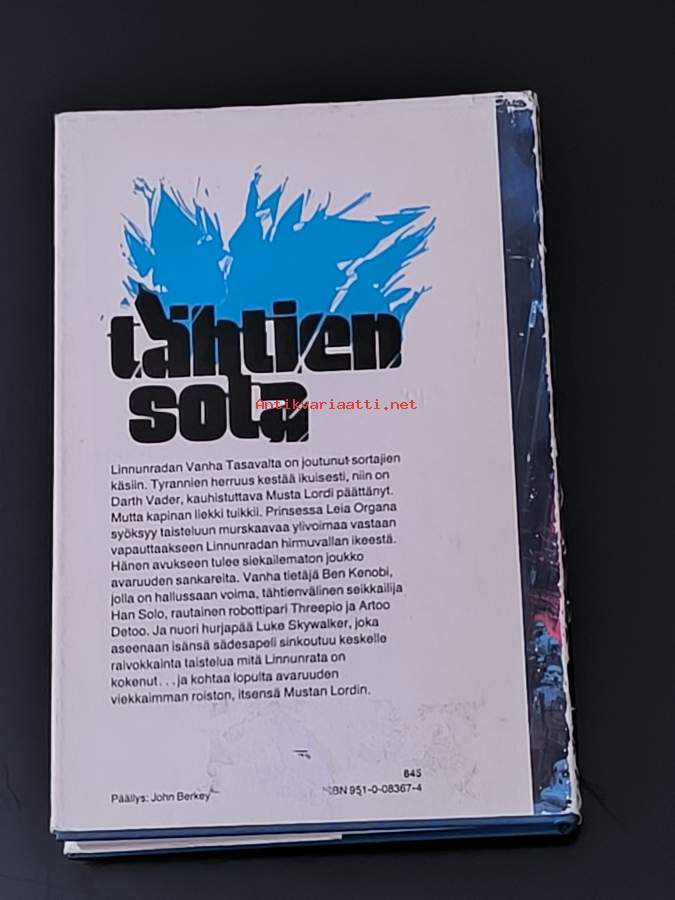 tähtien
sota
Antikvariaatti.net
Linnunradan Vanha Tasavalta on joutunut sortajien
käsiin. Tyrannien herruus kestää ikuisesti, niin on
Darth Vader, kauhistuttava Musta Lordi päättänyt.
Mutta kapinan liekki tuikkii. Prinsessa Leia Organa
syöksyy taisteluun murskaavaa ylivoimaa vastaan
vapauttaakseen Linnunradan hirmuvallan ikeestä.
Hänen avukseen tulee siekailematon joukko
avaruuden sankareita. Vanha tietäjä Ben Kenobi,
jolla on hallussaan voima, tähtienvälinen seikkailija
Han Solo, rautainen robottipari Threepio ja Artoo
Detoo. Ja nuori hurjapää Luke Skywalker, joka
aseenaan isänsä sädesapeli sinkoutuu keskelle
raivokkainta taistelua mitä Linnunrata on
kokenut...ja kohtaa lopulta avaruuden
viekkaimman roiston, itsensä Mustan Lordin.
845
Päällys: John Berkey
ISBN 951-0-08367-4